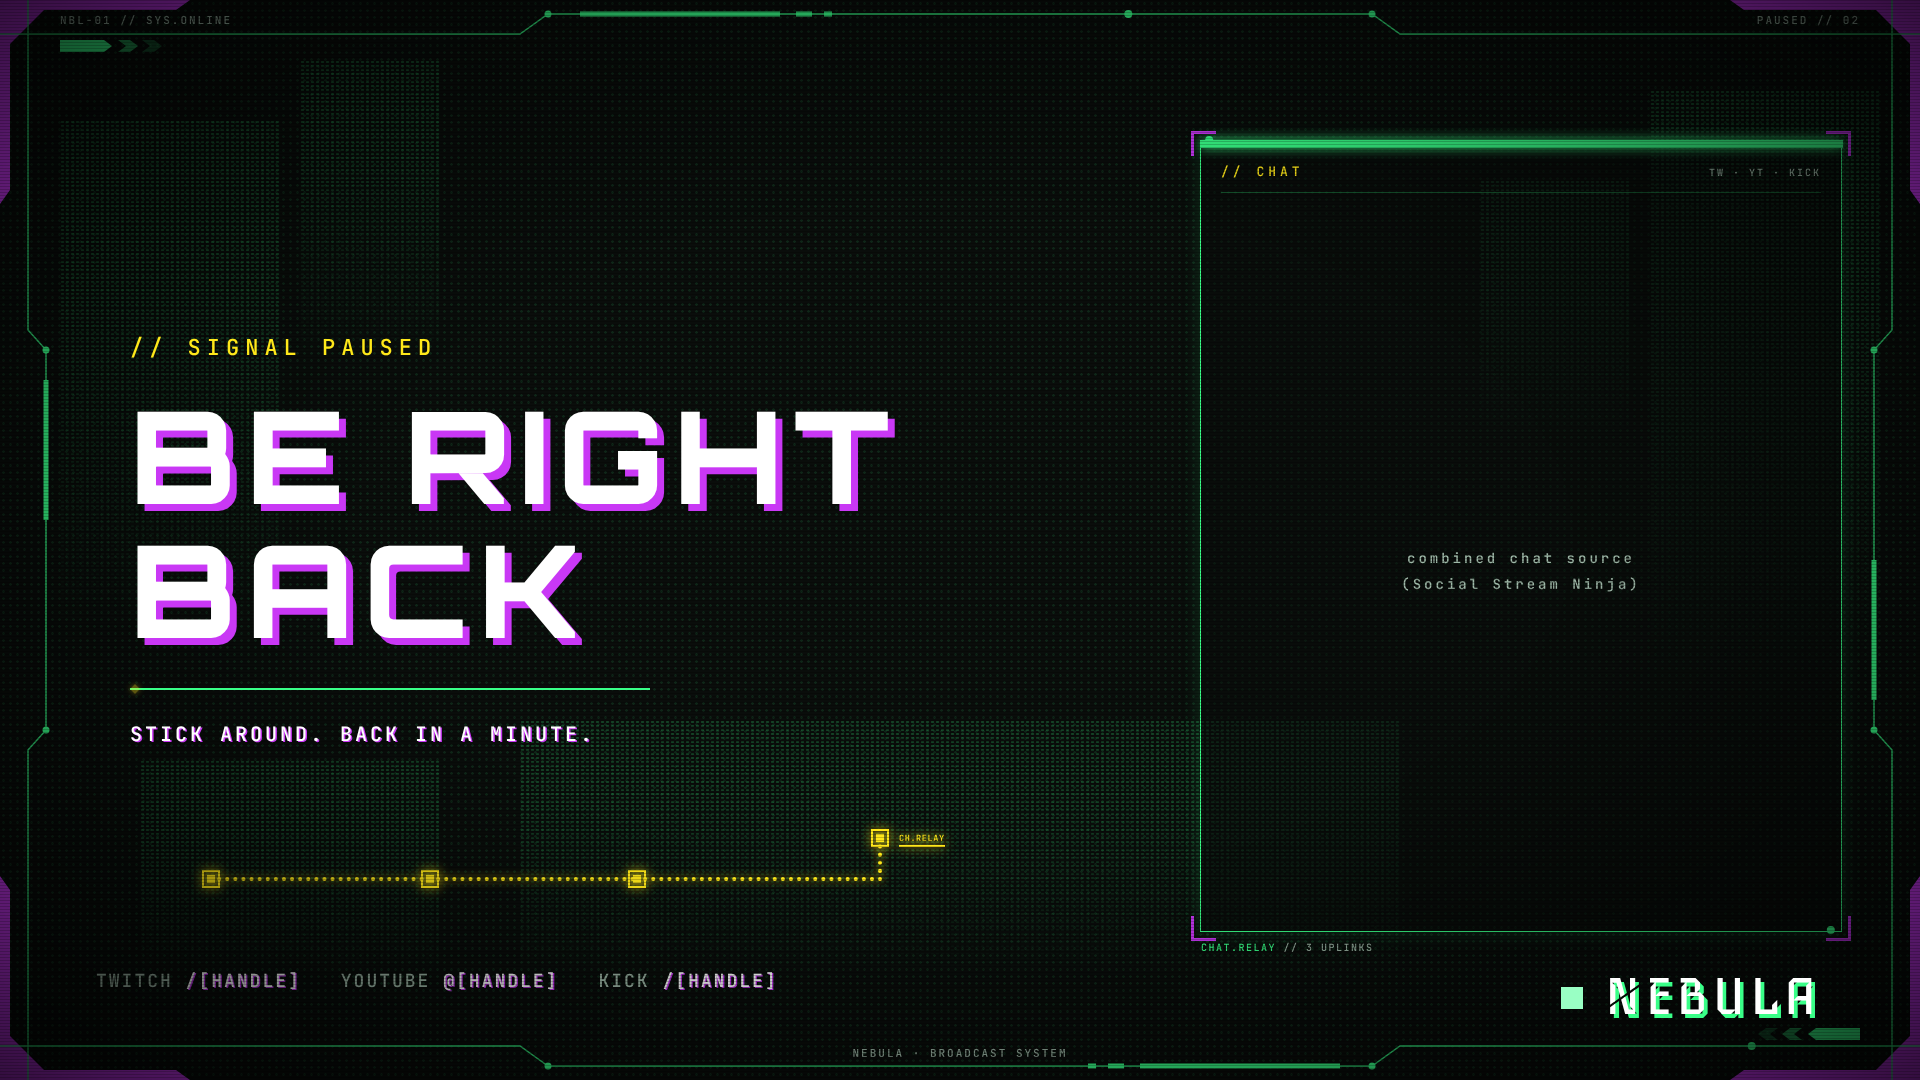 NBL-01 // SYS.ONLINE
PAUSED // 02
// CHAT
TW · YT · KICK
// SIGNAL PAUSED
BE RIGHT
BACK
combined chat source
(Social Stream Ninja)
STICK AROUND. BACK IN A MINUTE.
CH.RELAY
CHAT.RELAY // 3 UPLINKS
TWITCH /[HANDLE] YOUTUBE @[HANDLE] KICK /[HANDLE]
NEBULA
NEBULA · BROADCAST SYSTEM